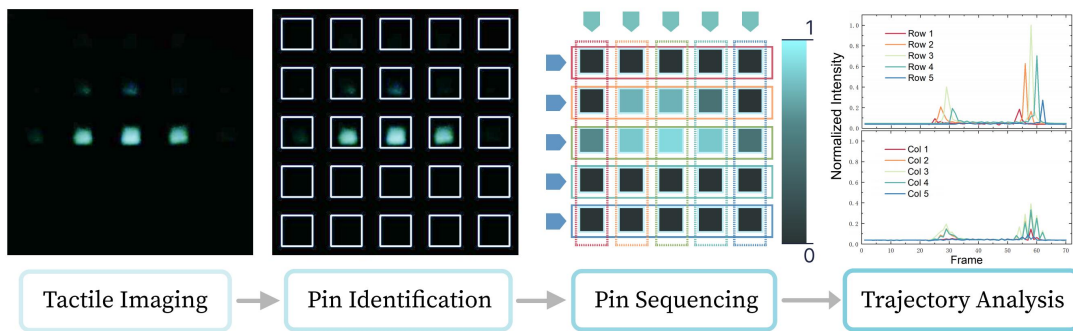 1
0
Normalized Intensity
1.0
0.8
0.6
0.4
0.2
0.0
Row 1
Row 2
Row 3
Row 4
Row 5
1.0
0.8
0.6
0.4
0.2
0.0
Col 1
Col 2
Col 3
Col 4
Col 5
0 10 20 30 40 50 60 70
Frame
Tactile Imaging
Pin Identification
Pin Sequencing
Trajectory Analysis